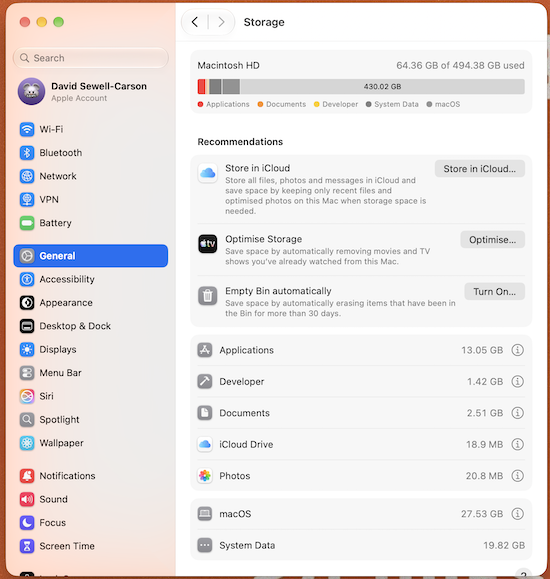 Storage
Search
David Sewell-Carson
Apple Account
Wi-Fi
Bluetooth
Network
VPN
Battery
General
Accessibility
Appearance
Desktop & Dock
Displays
Menu Bar
Siri
Spotlight
Wallpaper
Notifications
Sound
Focus
Screen Time
Macintosh HD
64.36 GB of 494.38 GB used
430.02 GB
Applications
Documents
Developer
System Data
macOS
Recommendations
Store in iCloud
Store in iCloud...
Store all files, photos and messages in iCloud and
save space by keeping only recent files and
optimised photos on this Mac when storage space is
needed.
tv
Optimise Storage
Optimise...
Save space by automatically removing movies and TV
shows you've already watched from this Mac.
Empty Bin automatically
Turn On...
Save space by automatically erasing items that have been in
the Bin for more than 30 days.
Applications 13.05 GB
Developer 1.42 GB
Documents 2.51 GB
iCloud Drive 18.9 MB
Photos 20.8 MB
macOS 27.53 GB
System Data 19.82 GB
?